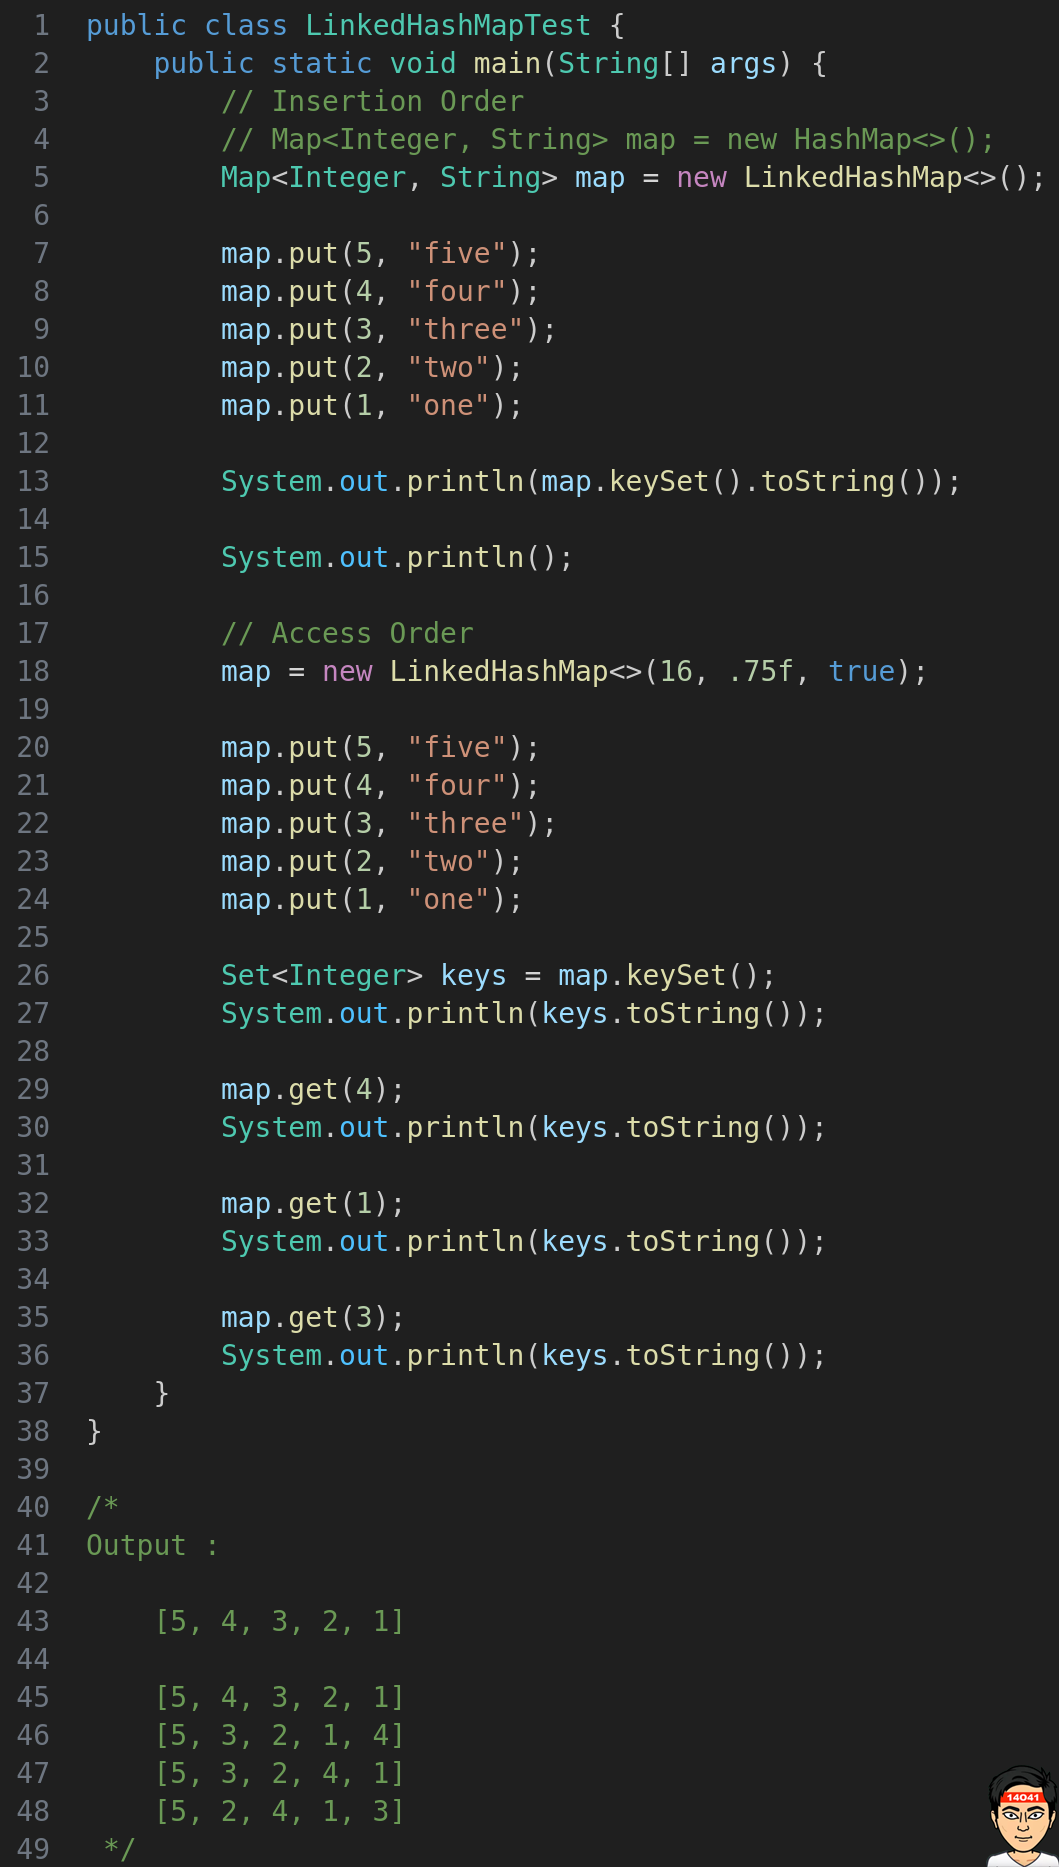 1 public class LinkedHashMapTest {
2     public static void main(String[] args) {
3         // Insertion Order
4         // Map<Integer, String> map = new HashMap<>();
5         Map<Integer, String> map = new LinkedHashMap<>();
6
7         map.put(5, "five");
8         map.put(4, "four");
9         map.put(3, "three");
10         map.put(2, "two");
11         map.put(1, "one");
12
13         System.out.println(map.keySet().toString());
14
15         System.out.println();
16
17         // Access Order
18         map = new LinkedHashMap<>(16, .75f, true);
19
20         map.put(5, "five");
21         map.put(4, "four");
22         map.put(3, "three");
23         map.put(2, "two");
24         map.put(1, "one");
25
26         Set<Integer> keys = map.keySet();
27         System.out.println(keys.toString());
28
29         map.get(4);
30         System.out.println(keys.toString());
31
32         map.get(1);
33         System.out.println(keys.toString());
34
35         map.get(3);
36         System.out.println(keys.toString());
37     }
38 }
39
40 /*
41 Output :
42
43     [5, 4, 3, 2, 1]
44
45     [5, 4, 3, 2, 1]
46     [5, 3, 2, 1, 4]
47     [5, 3, 2, 4, 1]
48     [5, 2, 4, 1, 3]
14041
49  */